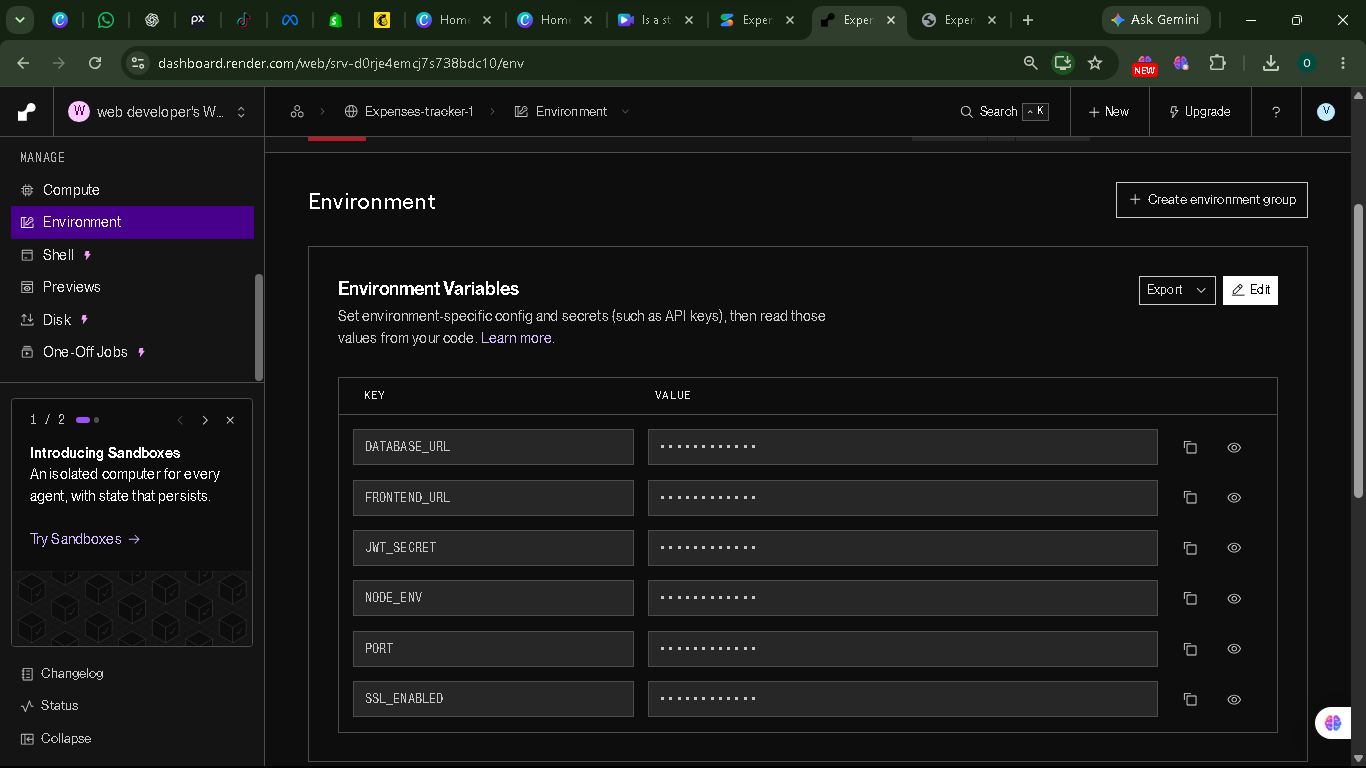 Home
Home
Is a st
Exper
Exper
Exper
Ask Gemini
dashboard.render.com/web/srv-d0rje4emcj7s738bdc10/env
NEW
O
W
web developer's W...
Expenses-tracker-1
Environment
Search
K
New
Upgrade
?
V
MANAGE
Compute
Environment
Shell
Previews
Disk
One-Off Jobs
1 / 2
Introducing Sandboxes
An isolated computer for every
agent, with state that persists.
Try Sandboxes →
Changelog
Status
Collapse
Environment
+ Create environment group
Environment Variables
Set environment-specific config and secrets (such as API keys), then read those
values from your code. Learn more.
Export
Edit
KEY VALUE
DATABASE_URL ············
FRONTEND_URL ············
JWT_SECRET ············
NODE_ENV ············
PORT ············
SSL_ENABLED ············